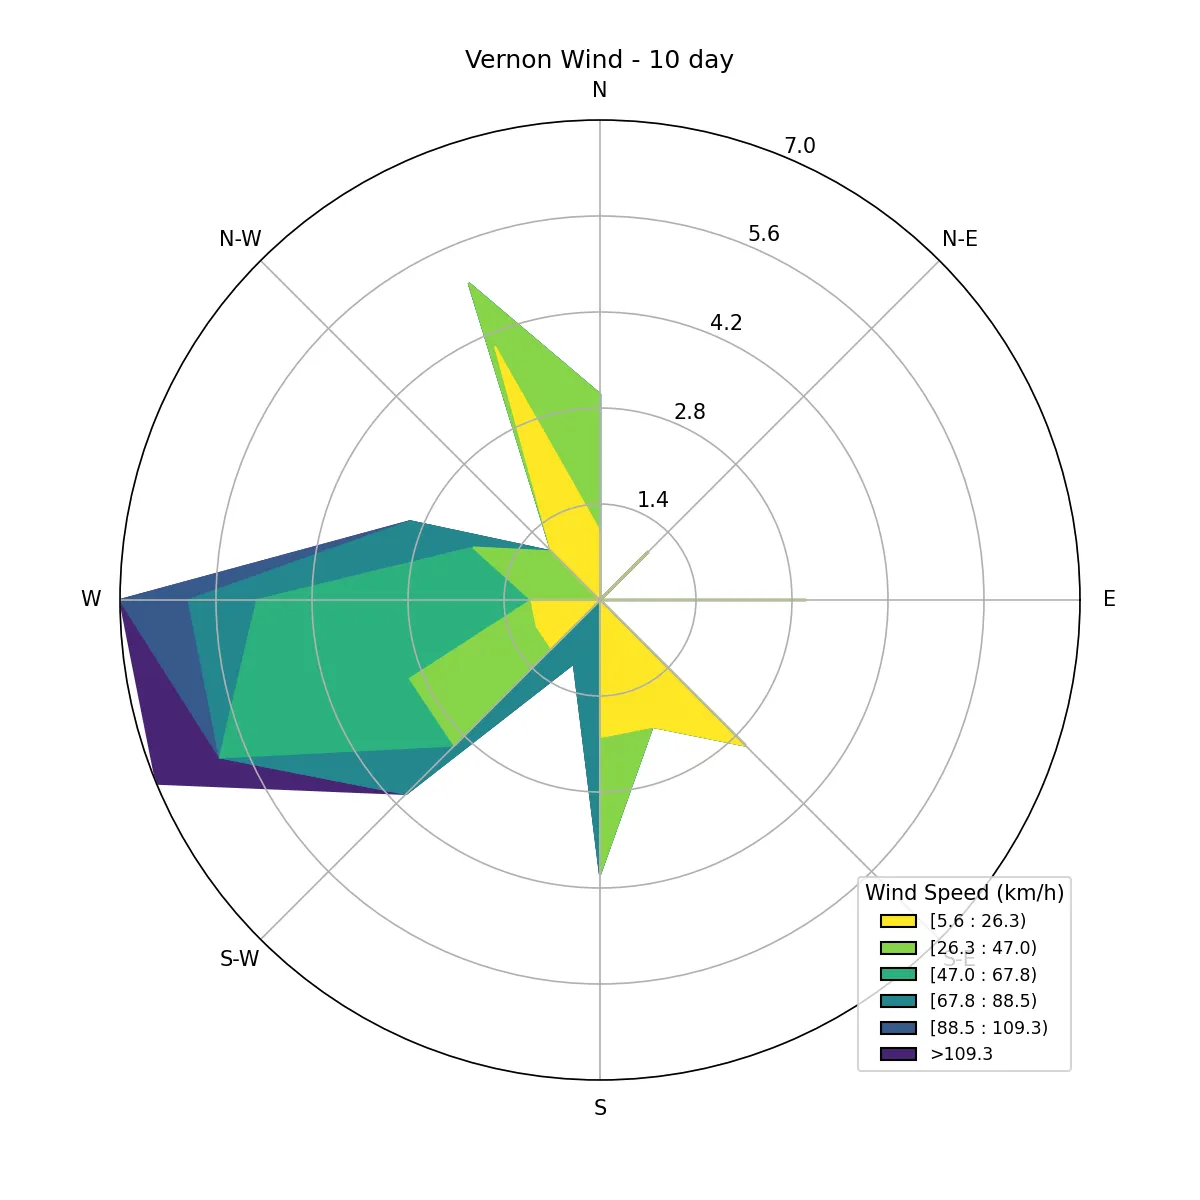 Vernon Wind - 10 day
N
7.0
N-W
5.6
N-E
4.2
2.8
1.4
W
E
S-W
S-E
S
Wind Speed (km/h)
[5.6 : 26.3)
[26.3 : 47.0)
[47.0 : 67.8)
[67.8 : 88.5)
[88.5 : 109.3)
>109.3